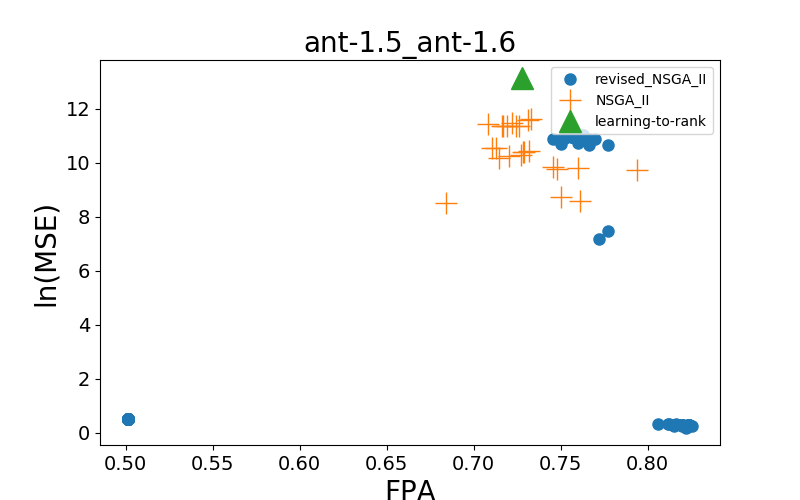 ant-1.5_ant-1.6
revised_NSGA_II
NSGA_II
learning-to-rank
ln(MSE)
12
10
8
6
4
2
0
0.50 0.55 0.60 0.65 0.70 0.75 0.80
FPA